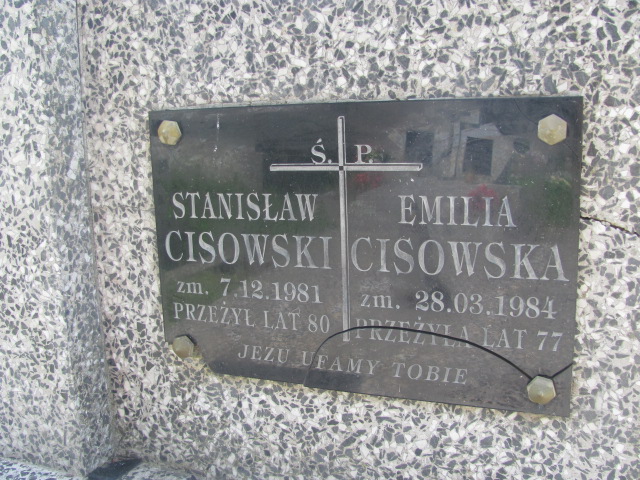 Ś. P.
STANISŁAW
CISOWSKI
zm. 7.12.1981
PRZEŻYŁ LAT 80
EMILIA
CISOWSKA
zm. 28.03.1984
PRZEŻYŁA LAT 77
JEZU UFAMY TOBIE